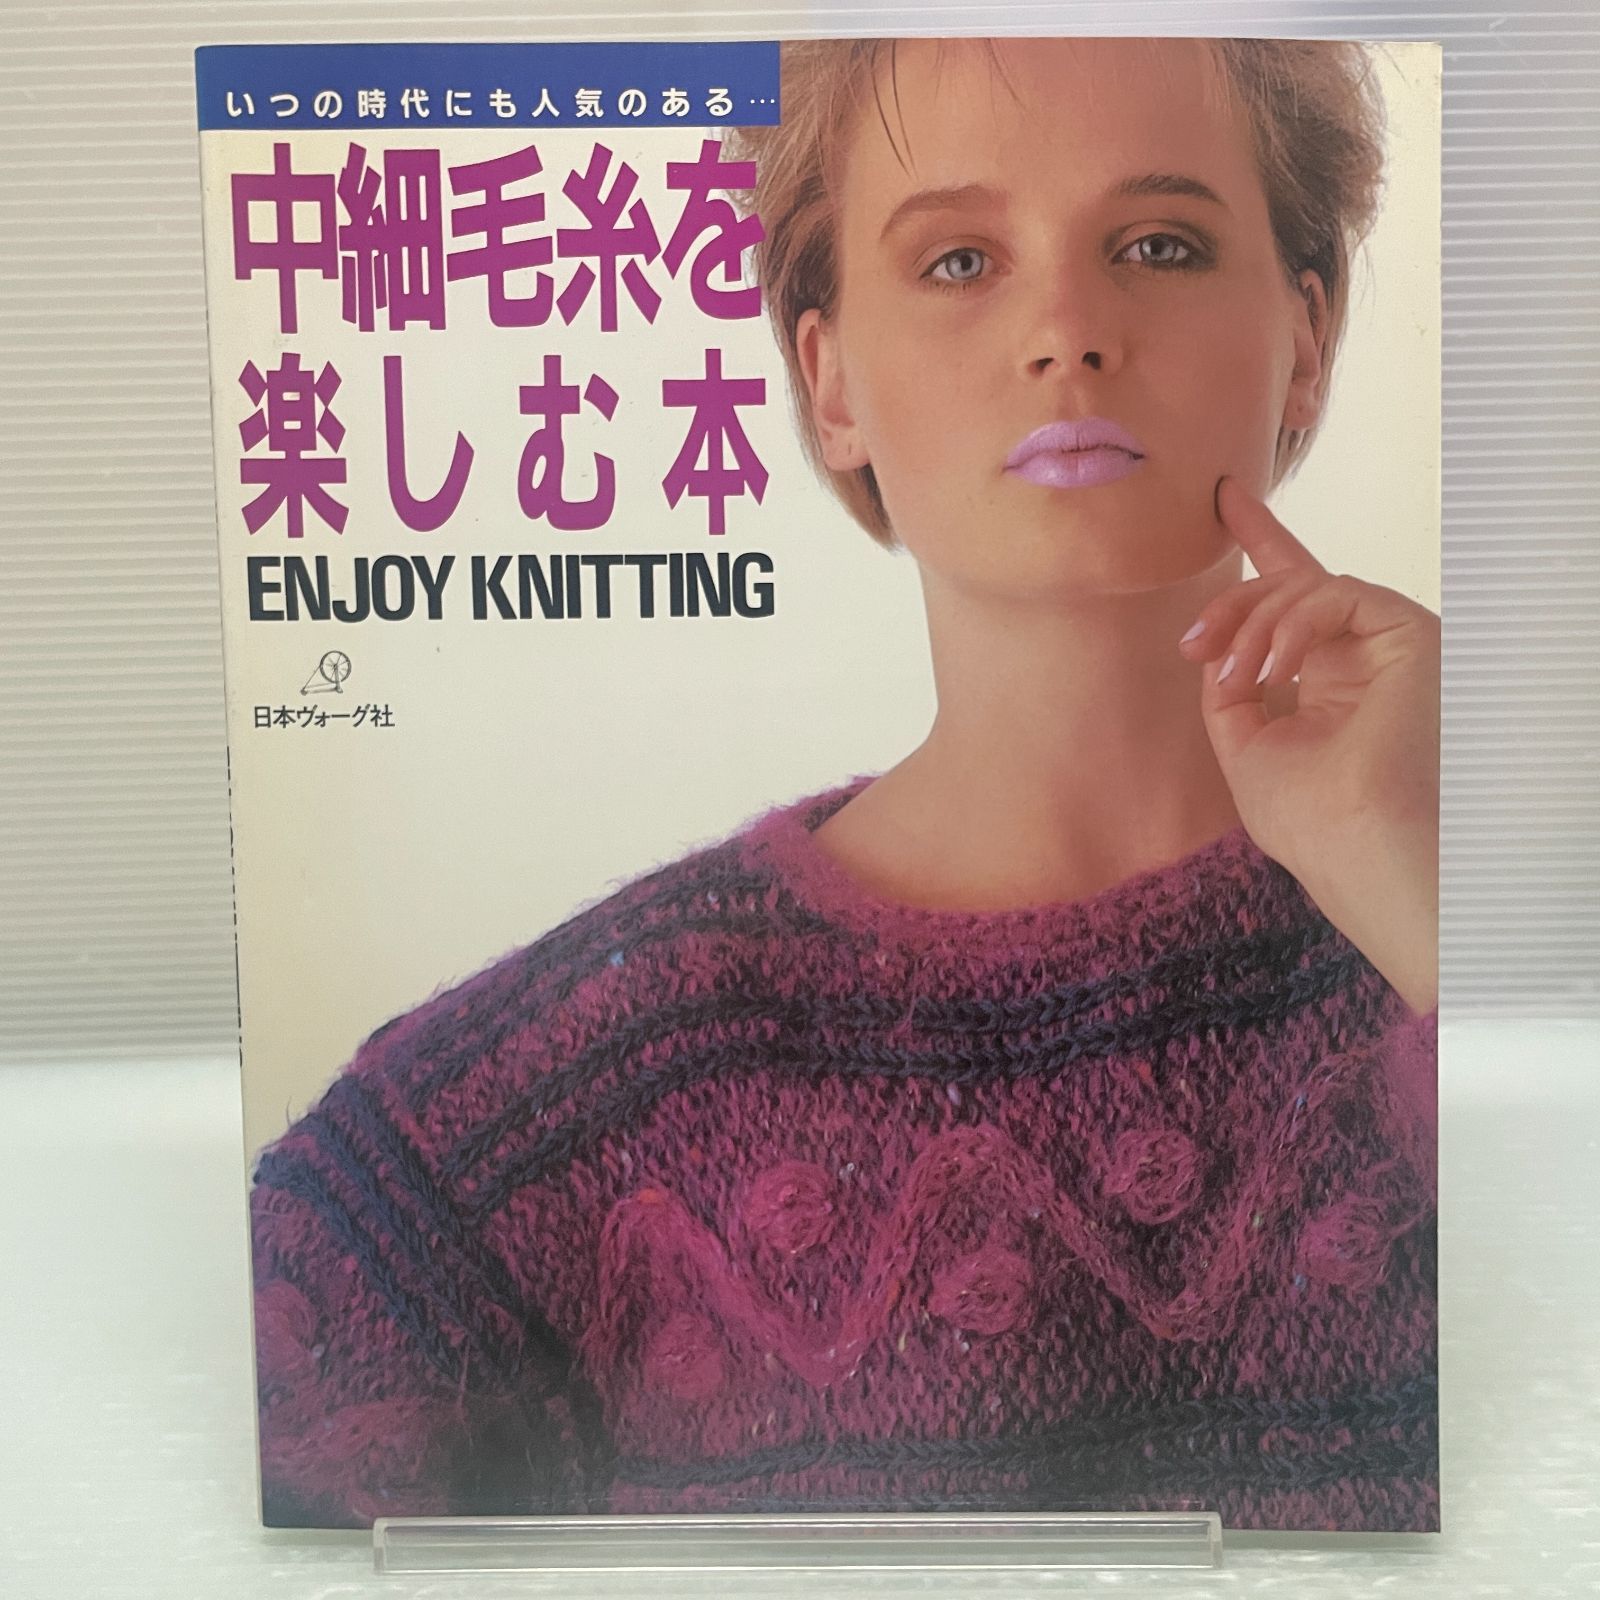 いつの時代にも人気のある…
中細毛糸を
楽しむ本
ENJOY KNITTING
日本ヴォーグ社